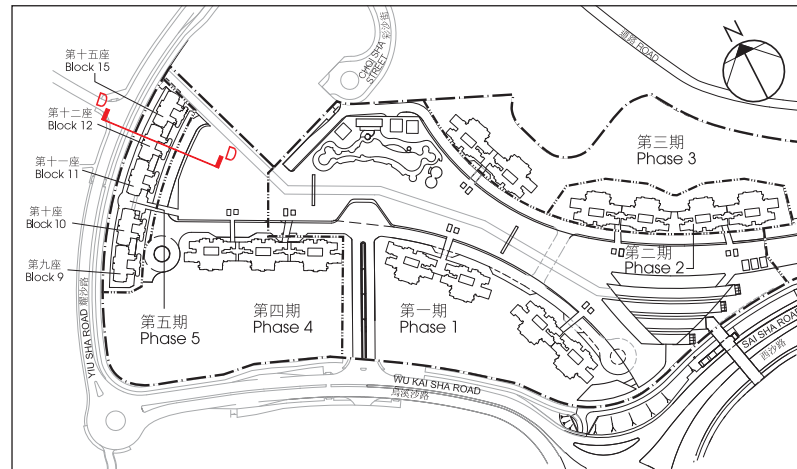 第十五座
Block 15
D
第十二座
Block 12
D
第十一座
Block 11
第十座
Block 10
第九座
Block 9
YIU SHA ROAD 耀沙路
CHOI SHA
STREET
彩沙街
道路 ROAD
N
第三期
Phase 3
第二期
Phase 2
第五期
Phase 5
第四期
Phase 4
第一期
Phase 1
WU KAI SHA ROAD
烏溪沙路
SAI SHA ROAD
西沙路